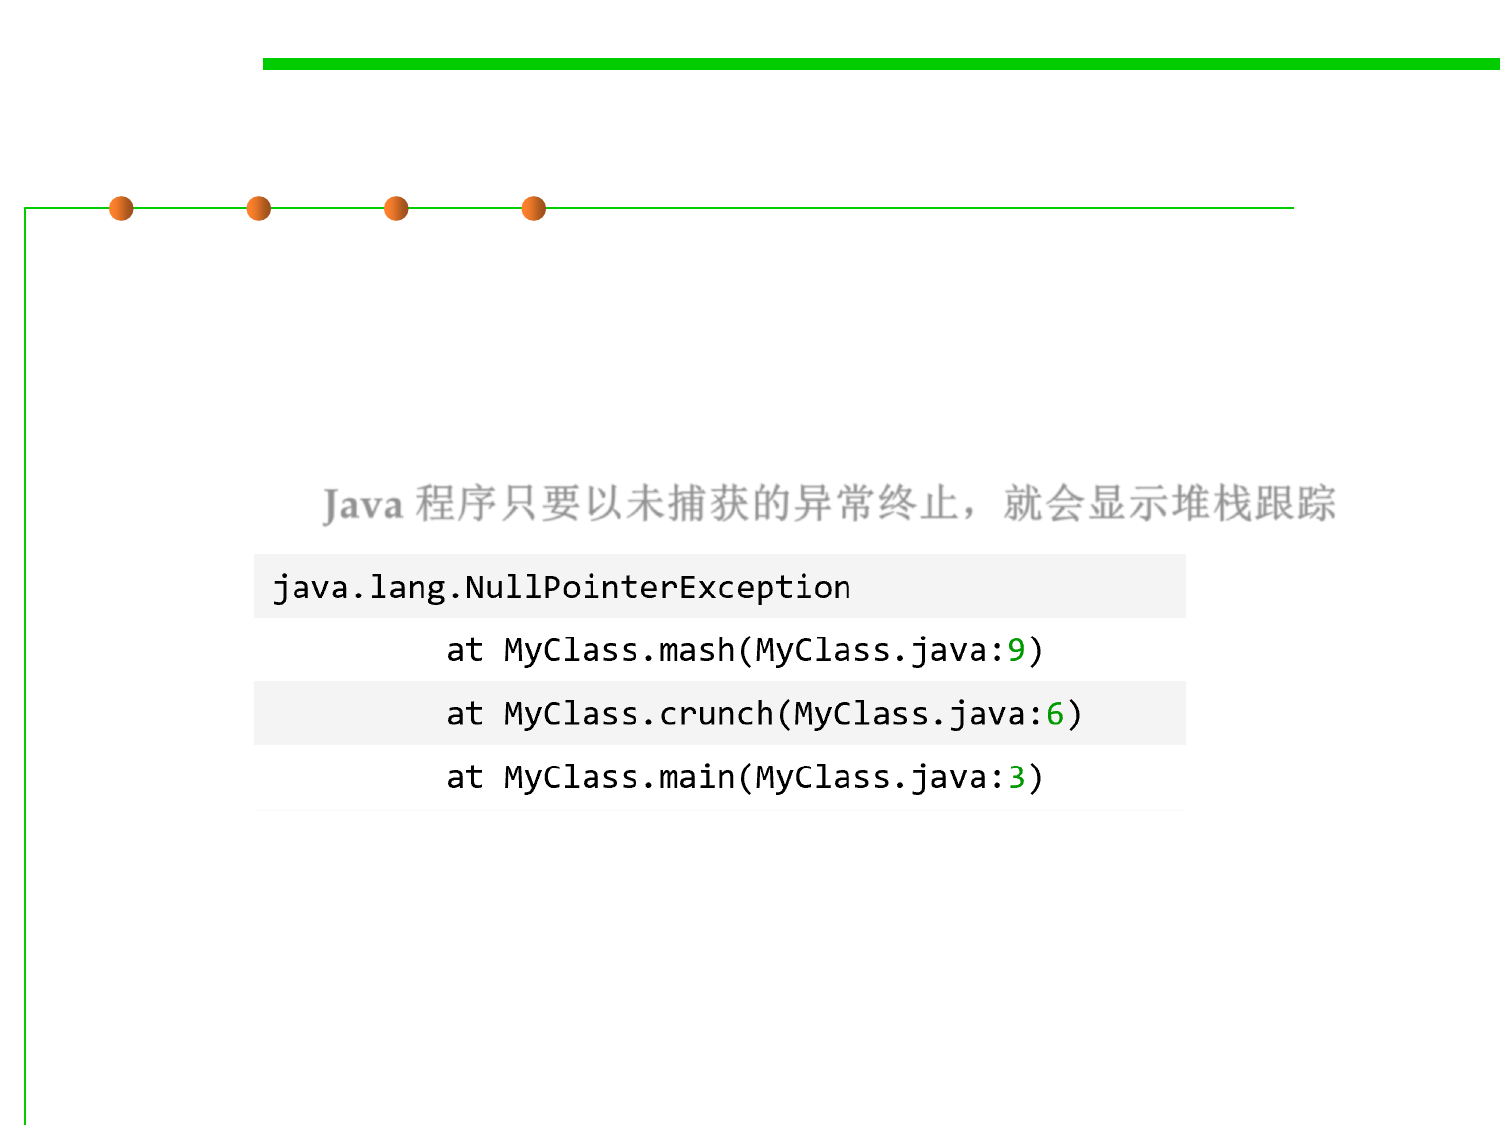 Java 程序只要以未捕获的异常终止，就会显示堆栈跟踪
java.lang.NullPointerException
at MyClass.mash(MyClass.java:9)
at MyClass.crunch(MyClass.java:6)
at MyClass.main(MyClass.java:3)